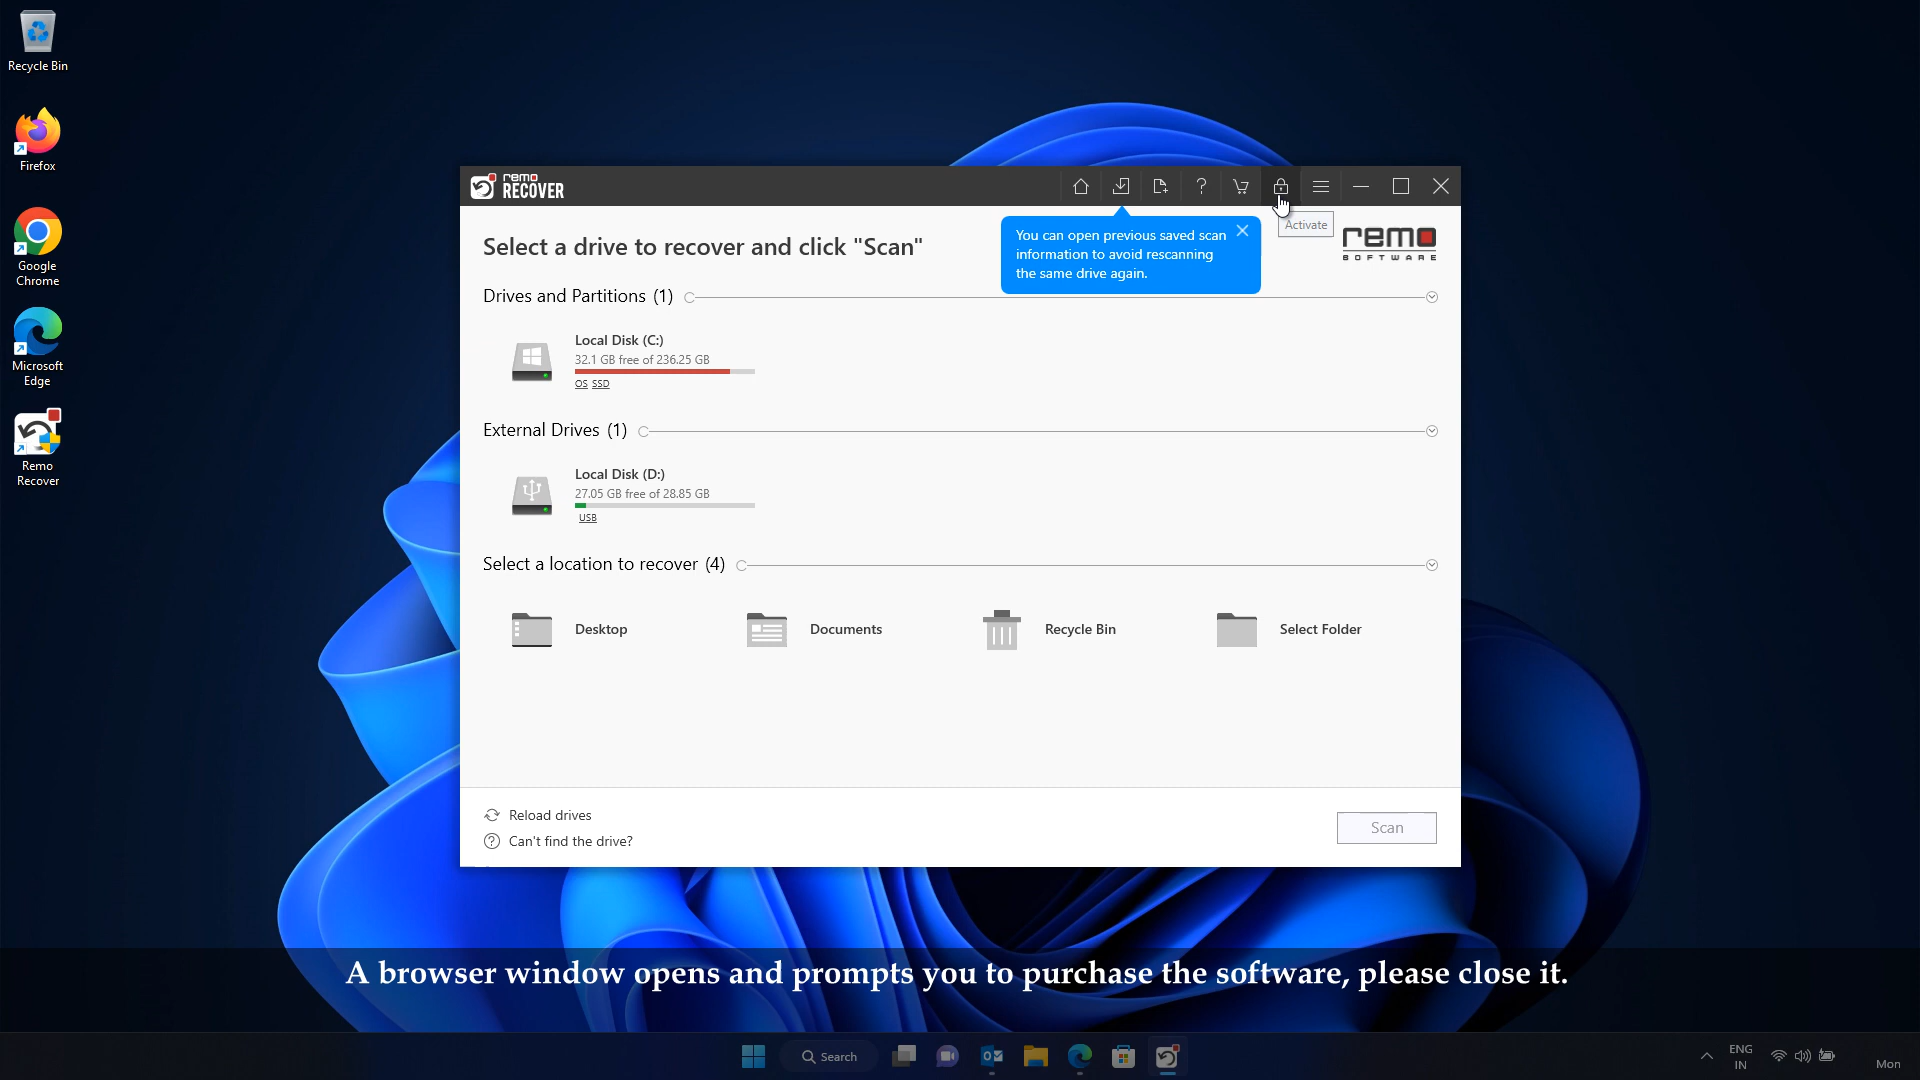 Recycle Bin
Firefox
Google
Chrome
Microsoft
Edge
Remo
Recover
remo
RECOVER
Activate
You can open previous saved scan
information to avoid rescanning
the same drive again.
remo
SOFTWARE
Select a drive to recover and click "Scan"
Drives and Partitions (1)
Local Disk (C:)
32.1 GB free of 236.25 GB
OS SSD
External Drives (1)
Local Disk (D:)
27.05 GB free of 28.85 GB
USB
Select a location to recover (4)
Desktop
Documents
Recycle Bin
Select Folder
Reload drives
Can't find the drive?
Scan
A browser window opens and prompts you to purchase the software, please close it.
Search
ENG
IN
Mon